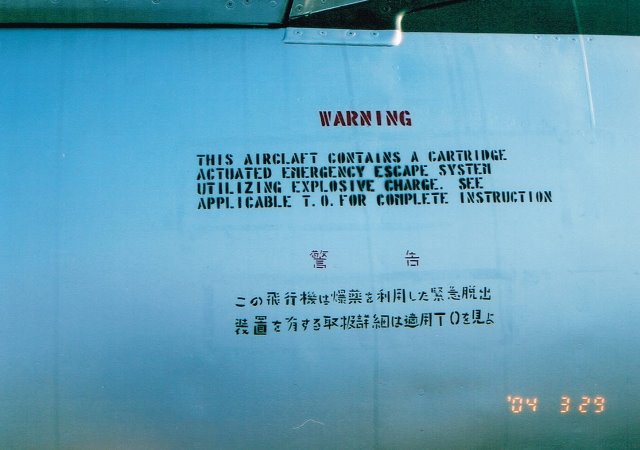 WARNING
THIS AIRCLAFT CONTAINS A CARTRIDGE
ACTUATED EMERGENCY ESCAPE SYSTEM
UTILIZING EXPLOSIVE CHARGE. SEE
APPLICABLE T.O. FOR COMPLETE INSTRUCTION
警 告
この飛行機は爆薬を利用した緊急脱出
装置を有する取扱詳細は適用TOを見よ
'04 3 29